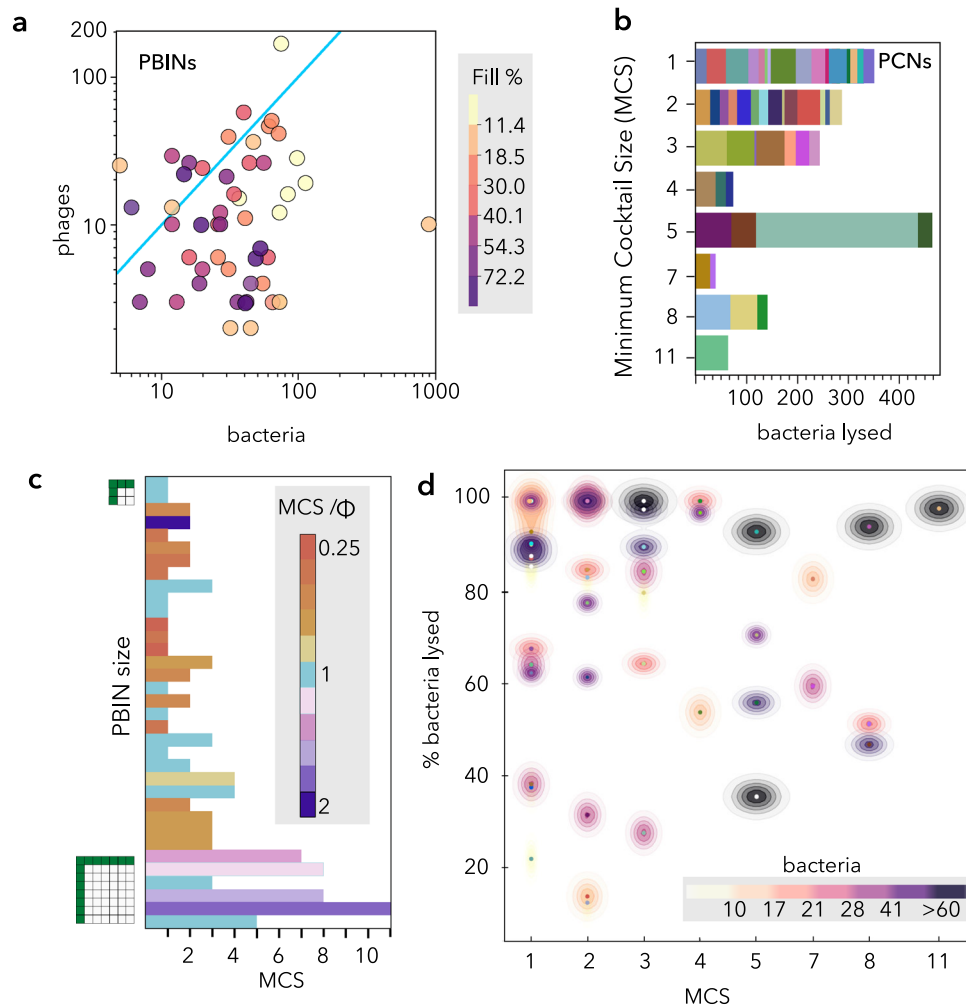 a
PBINs
200
100
10
phages
10
100
1000
bacteria
Fill %
11.4
18.5
30.0
40.1
54.3
72.2
b
PCNs
Minimum Cocktail Size (MCS)
1
2
3
4
5
7
8
11
100 200 300 400
bacteria lysed
c
MCS /Φ
0.25
1
2
PBIN size
2 4 6 8 10
MCS
d
100
80
60
40
20
% bacteria lysed
bacteria
10 17 21 28 41 >60
1 2 3 4 5 7 8 11
MCS